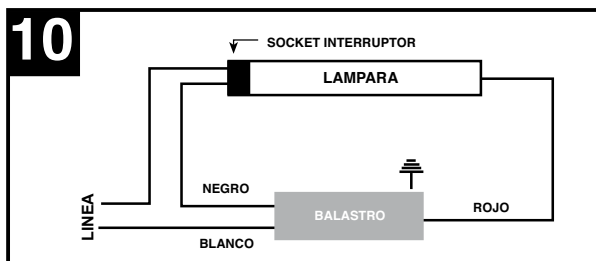 10
SOCKET INTERRUPTOR
LAMPARA
NEGRO
LINEA
BALASTRO
ROJO
BLANCO